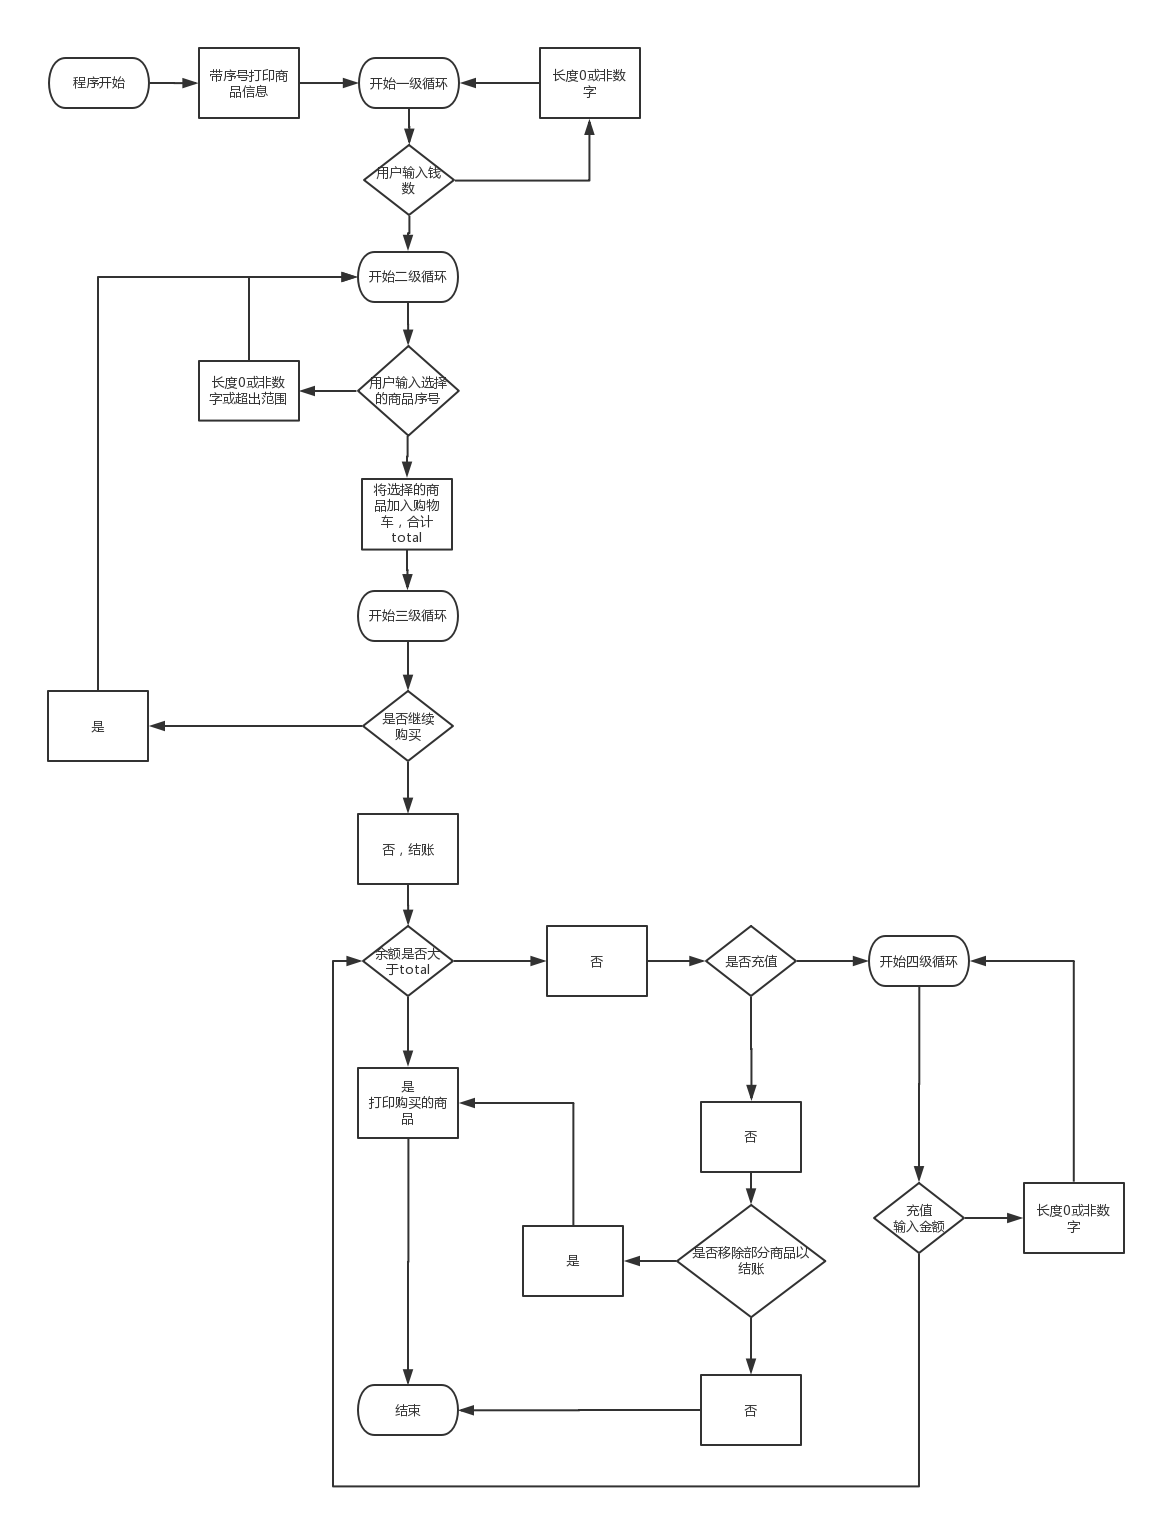 程序开始
带序号打印商
品信息
开始一级循环
长度0或非数
字
用户输入钱
数
开始二级循环
长度0或非数
字或超出范围
用户输入选择
的商品序号
将选择的商
品加入购物
车，合计
total
开始三级循环
是
是否继续
购买
否，结账
余额是否大
于total
否
是否充值
开始四级循环
是
打印购买的商
品
否
充值
输入金额
长度0或非数
字
是
是否移除部分商品以
结账
结束
否